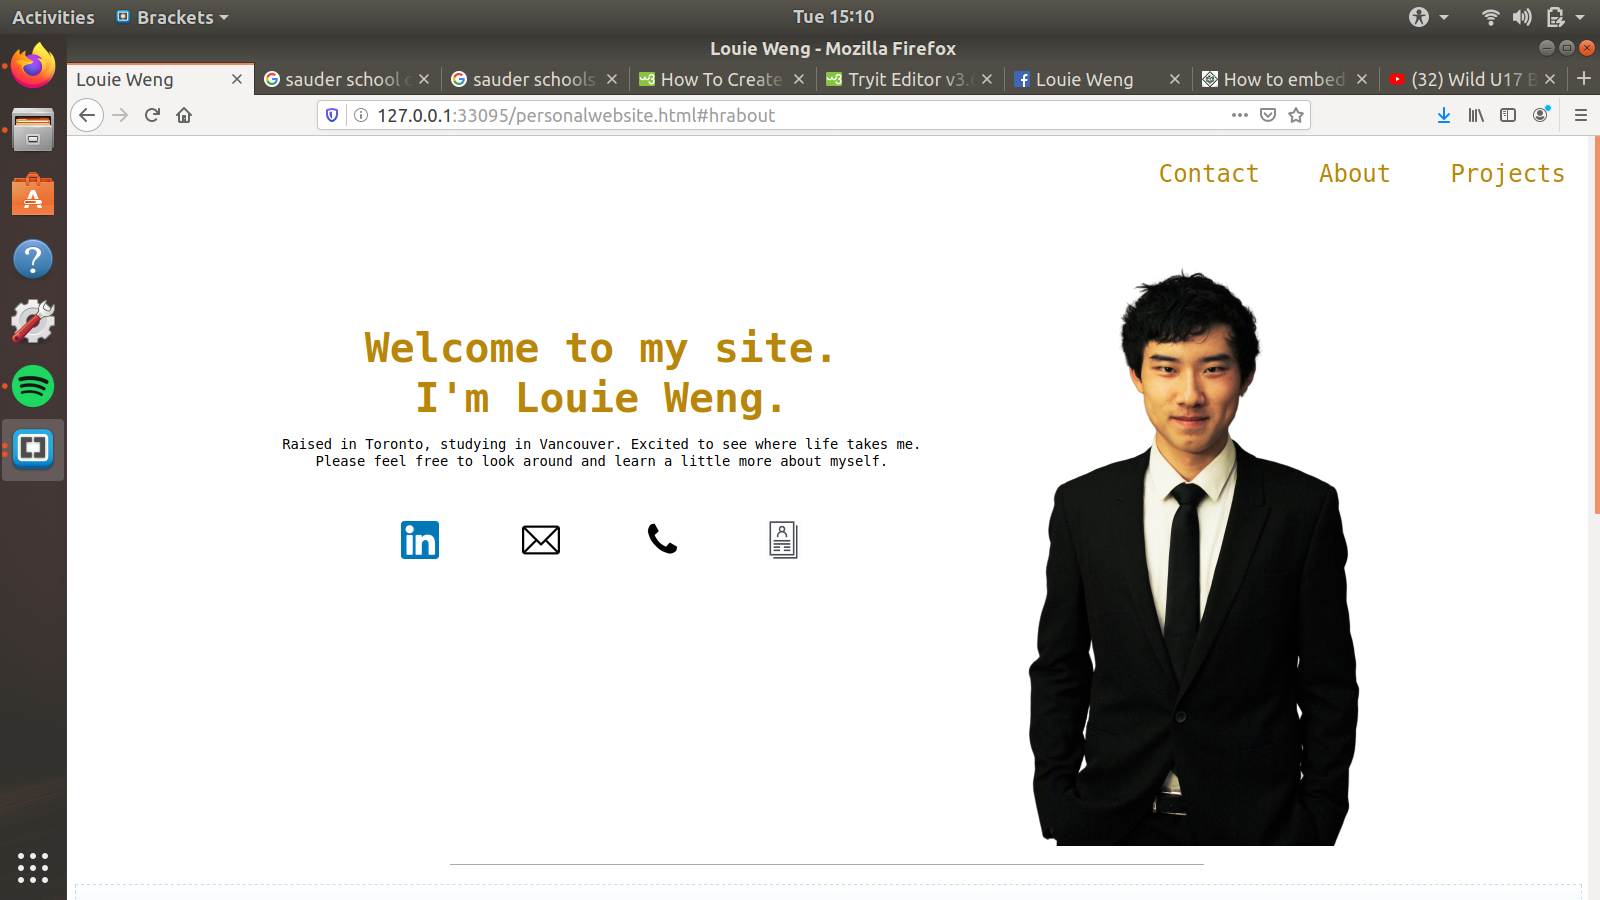 Activities
Brackets
Tue 15:10
Louie Weng - Mozilla Firefox
Louie Weng
sauder school
sauder schools
How To Create
Tryit Editor v3.6
Louie Weng
How to embed
(32) Wild U17 B
127.0.0.1:33095/personalwebsite.html#hrabout
Contact
About
Projects
Welcome to my site.
I'm Louie Weng.
Raised in Toronto, studying in Vancouver. Excited to see where life takes me.
Please feel free to look around and learn a little more about myself.
in